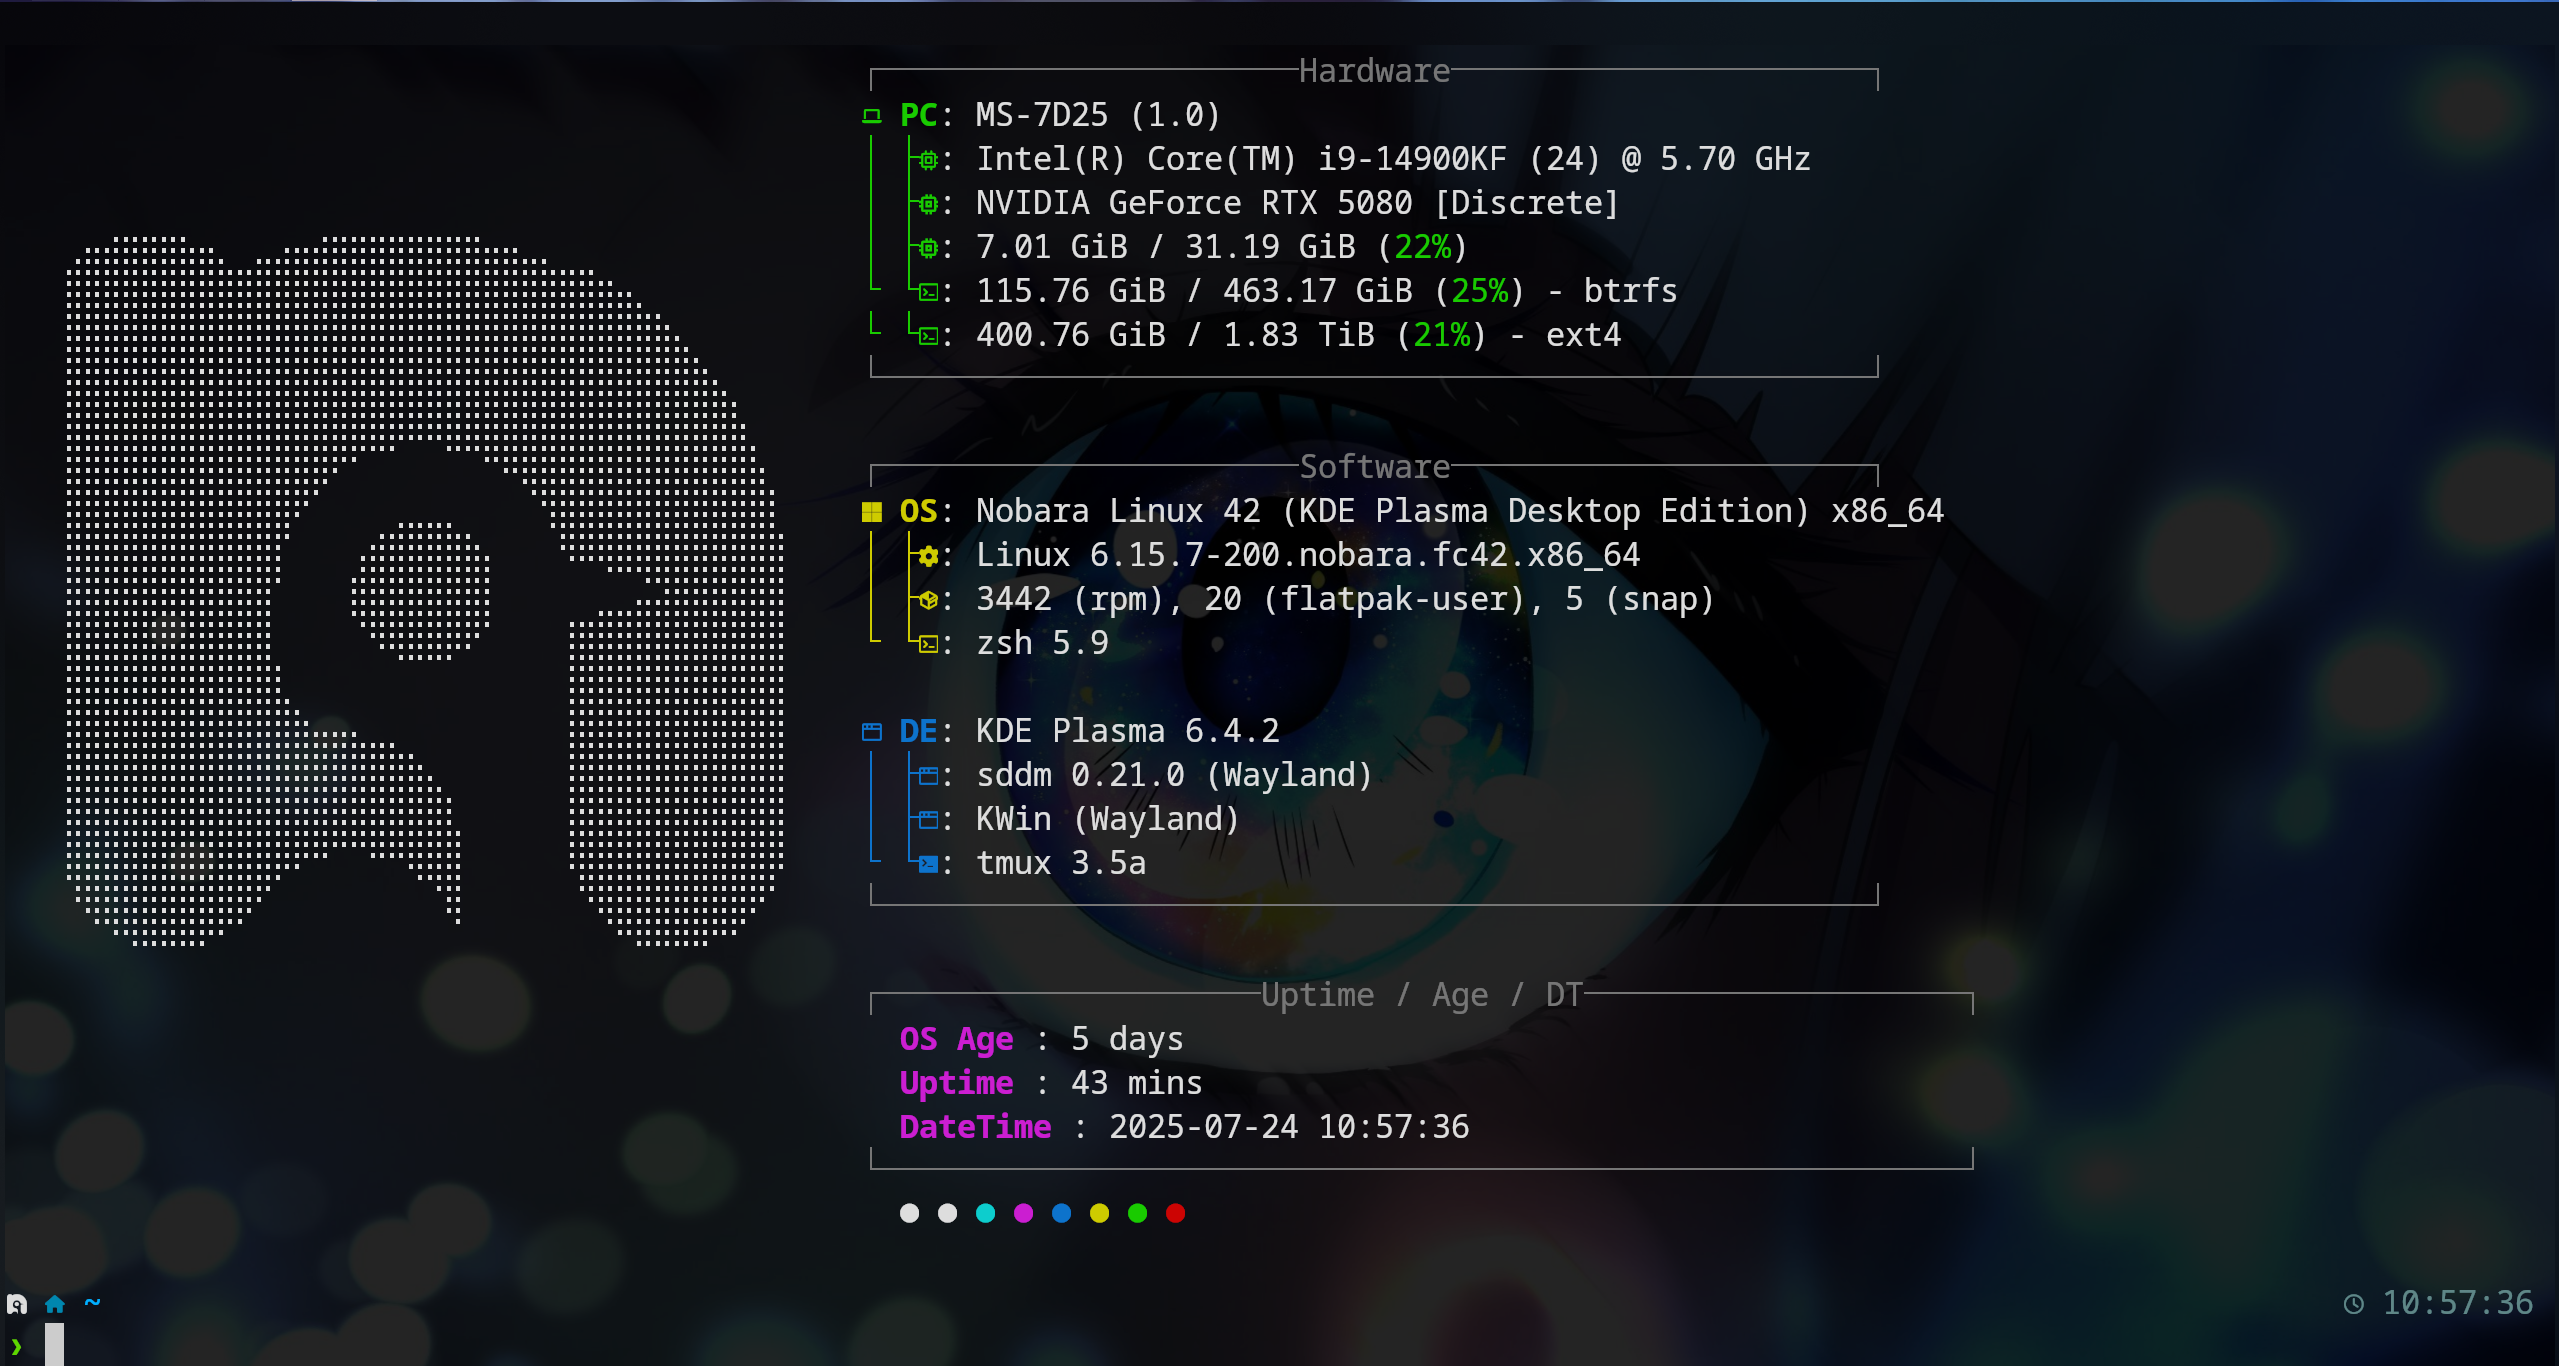 Hardware
PC: MS-7D25 (1.0)
: Intel(R) Core(TM) i9-14900KF (24) @ 5.70 GHz
: NVIDIA GeForce RTX 5080 [Discrete]
: 7.01 GiB / 31.19 GiB (22%)
: 115.76 GiB / 463.17 GiB (25%) - btrfs
: 400.76 GiB / 1.83 TiB (21%) - ext4
Software
OS: Nobara Linux 42 (KDE Plasma Desktop Edition) x86_64
: Linux 6.15.7-200.nobara.fc42.x86_64
: 3442 (rpm), 20 (flatpak-user), 5 (snap)
: zsh 5.9
DE: KDE Plasma 6.4.2
: sddm 0.21.0 (Wayland)
: KWin (Wayland)
: tmux 3.5a
Uptime / Age / DT
OS Age : 5 days
Uptime : 43 mins
DateTime : 2025-07-24 10:57:36
~ 10:57:36
❯